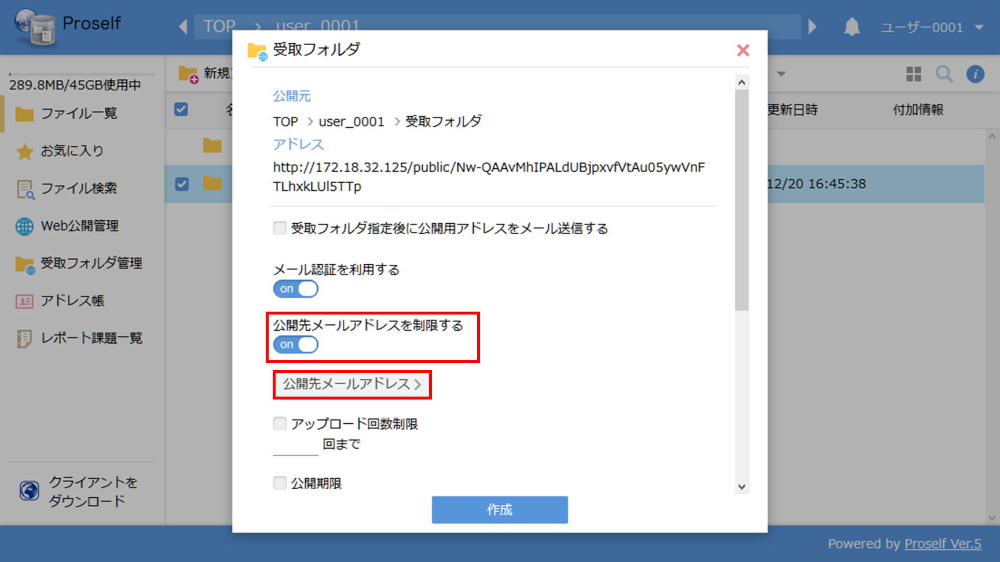 Proself
TOP > user_0001
ユーザー0001
289.8MB/45GB使用中
ファイル一覧
お気に入り
ファイル検索
Web公開管理
受取フォルダ管理
アドレス帳
レポート課題一覧
クライアントを
ダウンロード
新規
更新日時
付加情報
12/20 16:45:38
受取フォルダ
公開元
TOP > user_0001 > 受取フォルダ
アドレス
http://172.18.32.125/public/Nw-QAAvMhIPALdUBjpxvfVtAu05ywVnF
TLhxkLUl5TTp
受取フォルダ指定後に公開用アドレスをメール送信する
メール認証を利用する
on
公開先メールアドレスを制限する
on
公開先メールアドレス >
アップロード回数制限
回まで
公開期限
作成
Powered by Proself Ver.5